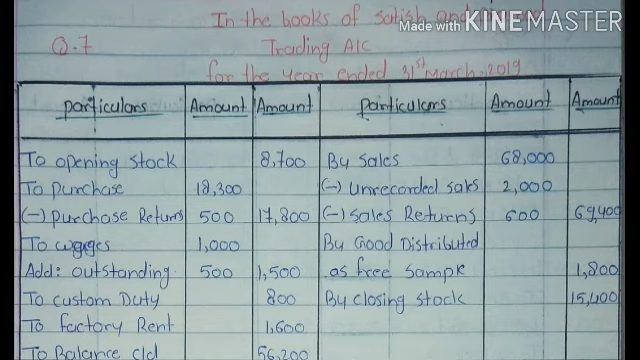 In the books of Satish and
Made with KINEMASTER
Q.7 Trading A/C
for the year ended 31st March, 2019
Particulars Amount Amount Particulars Amount Amount
To opening stock 8,700 By Sales 68,000
To purchase 18,300 (-) Unrecorded sales 2,000
(-) Purchase Returns 500 17,800 (-) Sales Returns 600 69,400
To wages 1,000 By Good Distributed
Add: outstanding 500 1,500 as free sample 1,800
To custom Duty 800 By closing stock 15,400
To factory Rent 1,600
To Balance c/d 56,200